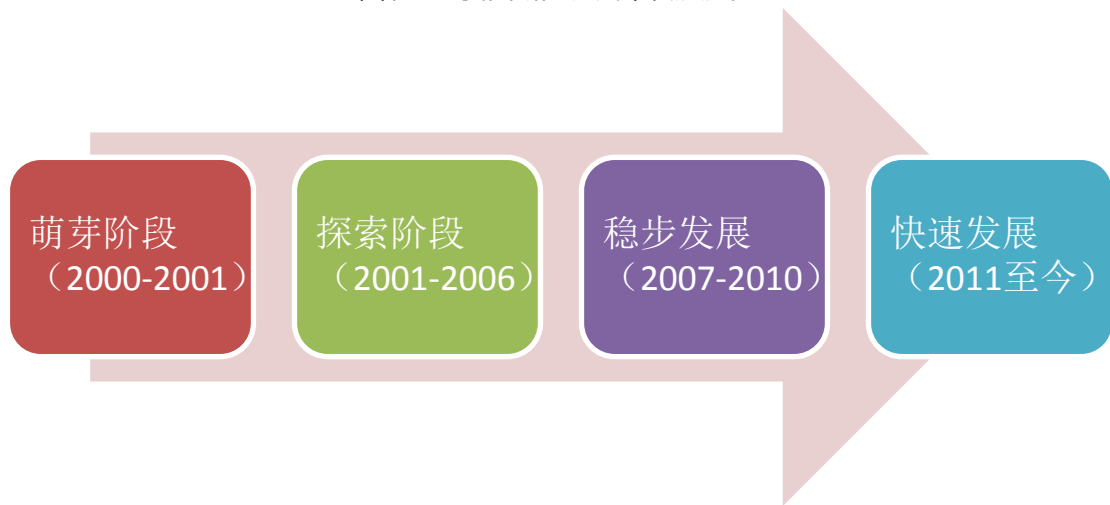 萌芽阶段
（2000-2001）
探索阶段
（2001-2006）
稳步发展
（2007-2010）
快速发展
（2011至今）